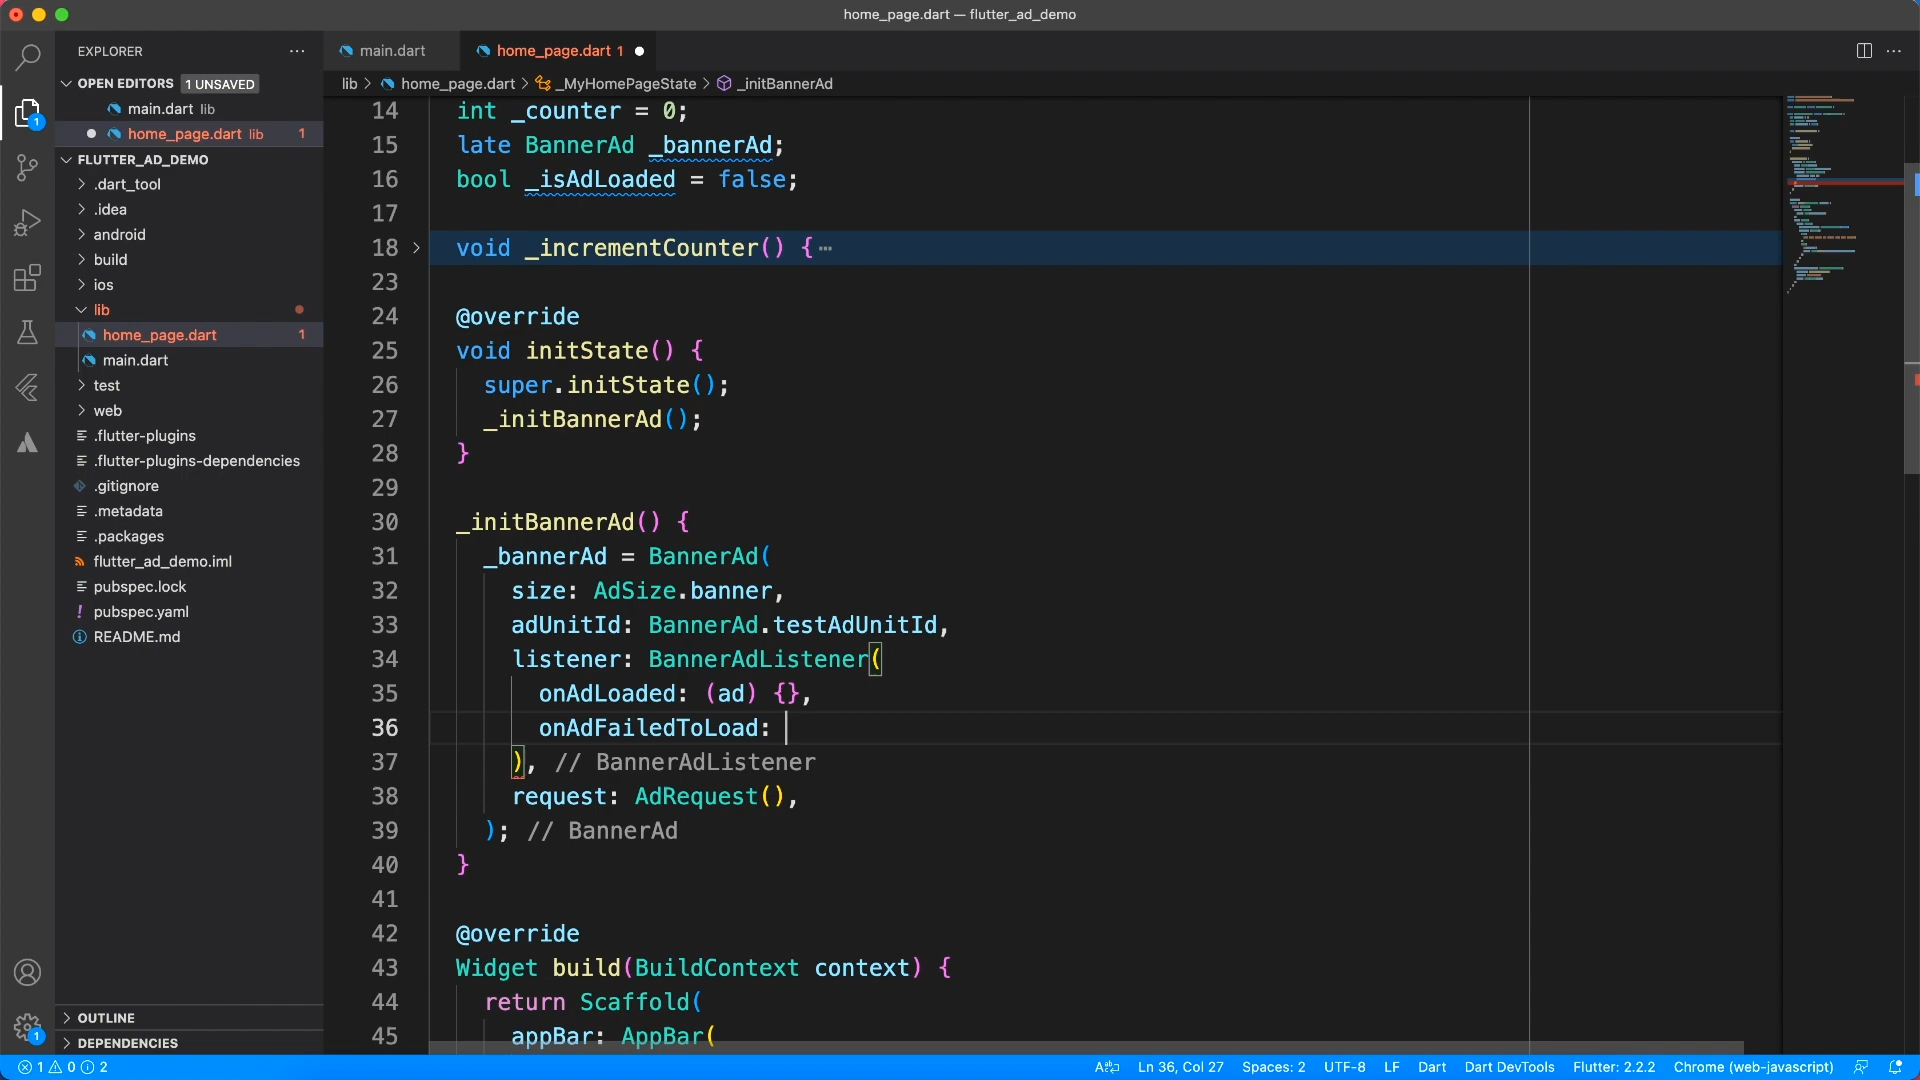 home_page.dart — flutter_ad_demo
EXPLORER
main.dart
home_page.dart 1
OPEN EDITORS 1 UNSAVED
main.dart lib
home_page.dart lib 1
FLUTTER_AD_DEMO
.dart_tool
.idea
android
build
ios
lib
home_page.dart 1
main.dart
test
web
.flutter-plugins
.flutter-plugins-dependencies
.gitignore
.metadata
.packages
flutter_ad_demo.iml
pubspec.lock
! pubspec.yaml
README.md
OUTLINE
DEPENDENCIES
1
1
lib > home_page.dart > _MyHomePageState > _initBannerAd
14 int _counter = 0;
15 late BannerAd _bannerAd;
16 bool _isAdLoaded = false;
17
18 void _incrementCounter() {…
23
24 @override
25 void initState() {
26 super.initState();
27 _initBannerAd();
28 }
29
30 _initBannerAd() {
31 _bannerAd = BannerAd(
32 size: AdSize.banner,
33 adUnitId: BannerAd.testAdUnitId,
34 listener: BannerAdListener(
35 onAdLoaded: (ad) {},
36 onAdFailedToLoad:
37 ), // BannerAdListener
38 request: AdRequest(),
39 ); // BannerAd
40 }
41
42 @override
43 Widget build(BuildContext context) {
44 return Scaffold(
45 appBar: AppBar(
1 0 2
Ln 36, Col 27 Spaces: 2 UTF-8 LF Dart Dart DevTools Flutter: 2.2.2 Chrome (web-javascript)